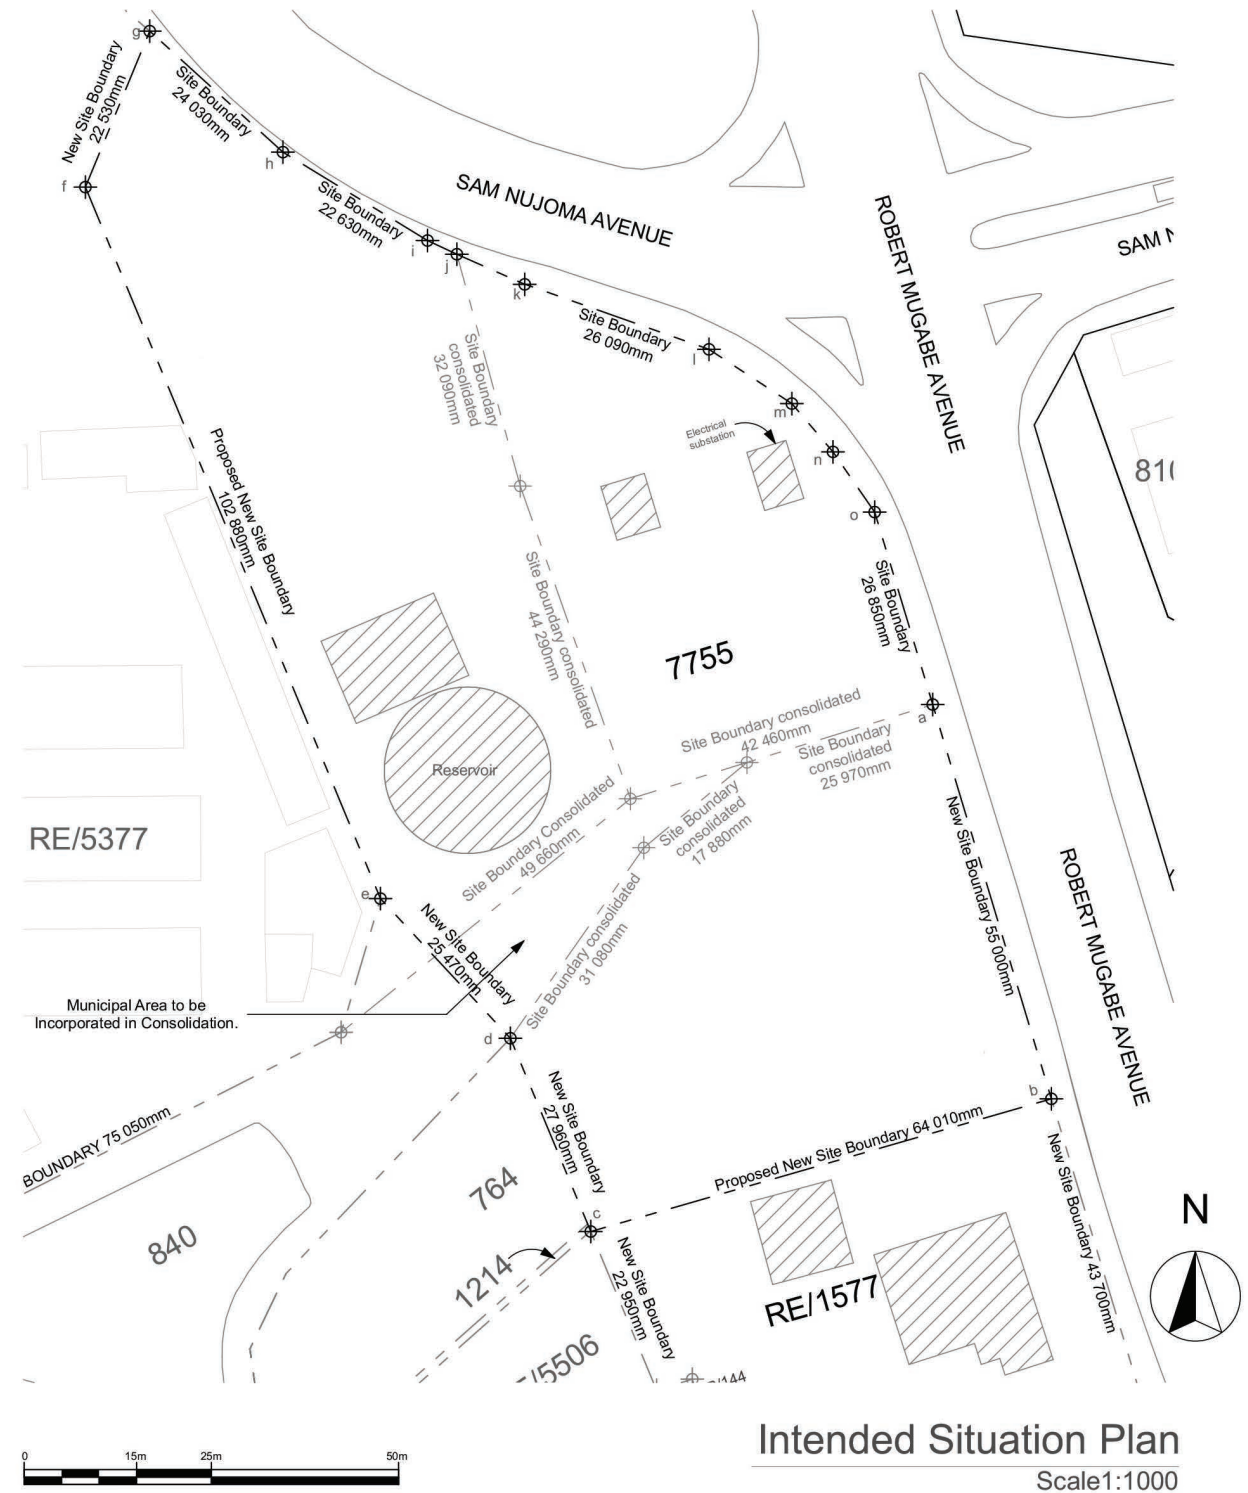 g
New Site Boundary
22 530mm
Site Boundary
24 030mm
h
f
Site Boundary
22 630mm
i
j
k
SAM NUJOMA AVENUE
ROBERT MUGABE AVENUE
SAM
Site Boundary
26 090mm
l
Site Boundary
consolidated
32 090mm
m
n
o
Electrical
substation
Proposed New Site Boundary
102 880mm
Site Boundary consolidated
44 290mm
Site Boundary
26 850mm
7755
a
Site Boundary consolidated
42 460mm
Site Boundary
consolidated
25 970mm
Reservoir
RE/5377
Site Boundary Consolidated
49 660mm
Site Boundary
consolidated
17 880mm
New Site Boundary 55 000mm
ROBERT MUGABE AVENUE
e
New Site Boundary
25 470mm
Site Boundary consolidated
31 080mm
Municipal Area to be
Incorporated in Consolidation.
d
b
BOUNDARY 75 050mm
New Site Boundary
27 960mm
Proposed New Site Boundary 64 010mm
New Site Boundary 43 700mm
764
840
c
1214
New Site Boundary
22 950mm
RE/1577
/5506
/144
N
0 15m 25m 50m
Intended Situation Plan
Scale1:1000